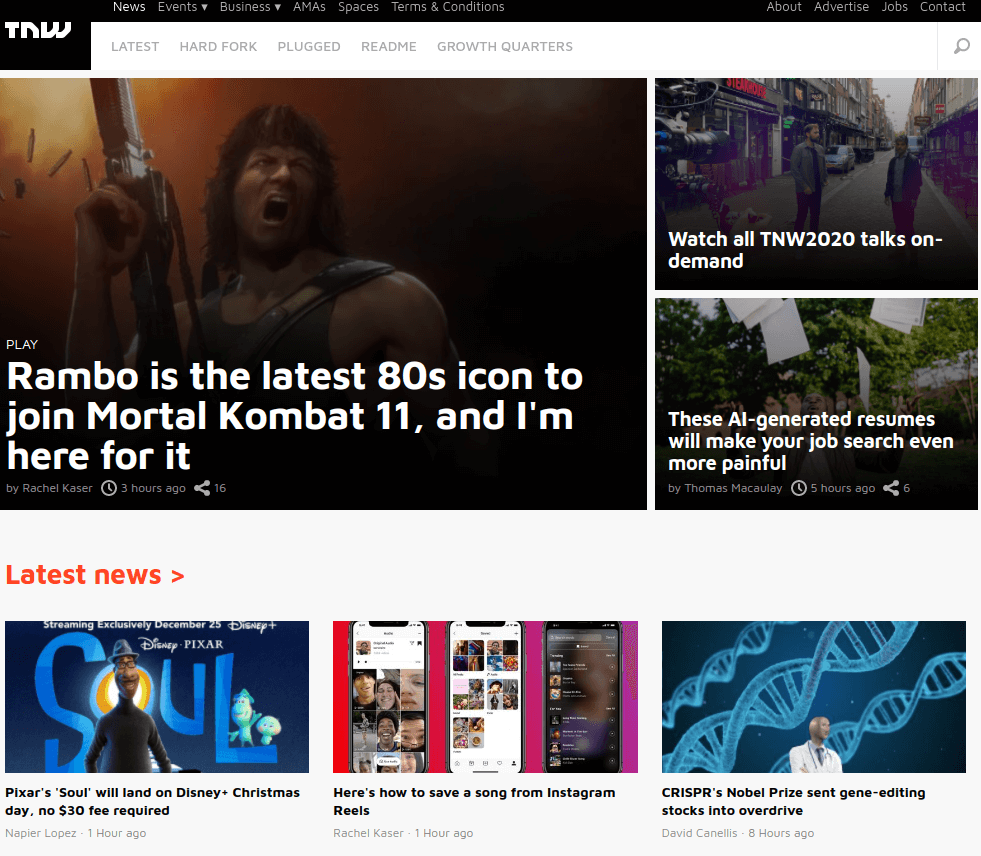 News Events ▾ Business ▾ AMAs Spaces Terms & Conditions About Advertise Jobs Contact
TNW
LATEST HARD FORK PLUGGED README GROWTH QUARTERS
PLAY
Rambo is the latest 80s icon to
join Mortal Kombat 11, and I'm
here for it
by Rachel Kaser 3 hours ago 16
Watch all TNW2020 talks on-
demand
These AI-generated resumes
will make your job search even
more painful
by Thomas Macaulay 5 hours ago 6
Latest news >
Streaming Exclusively December 25 Disney+
Disney · PIXAR
SOUL
Pixar's 'Soul' will land on Disney+ Christmas
day, no $30 fee required
Napier Lopez · 1 Hour ago
Here's how to save a song from Instagram
Reels
Rachel Kaser · 1 Hour ago
CRISPR's Nobel Prize sent gene-editing
stocks into overdrive
David Canellis · 8 Hours ago